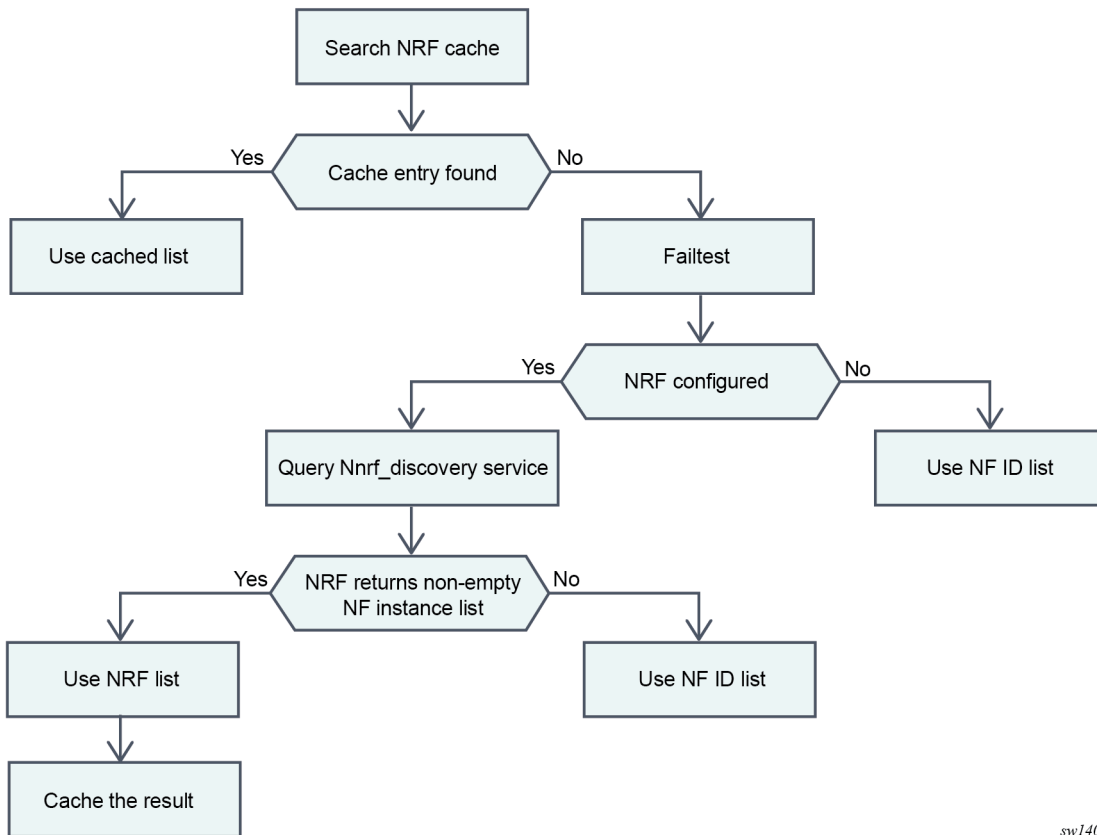 Search NRF cache
Yes
Cache entry found
No
Use cached list
Failtest
Yes
NRF configured
No
Query Nnrf_discovery service
Use NF ID list
Yes
NRF returns non-empty
NF instance list
No
Use NRF list
Use NF ID list
Cache the result